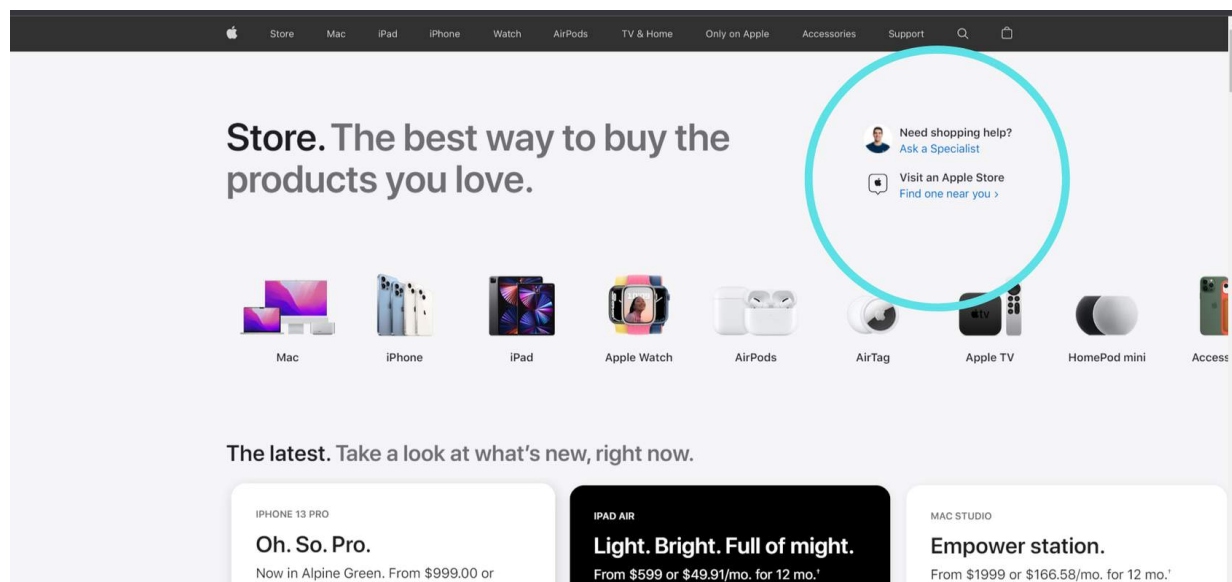 Store Mac iPad iPhone Watch AirPods TV & Home Only on Apple Accessories Support
Store. The best way to buy the
products you love.
Need shopping help?
Ask a Specialist
Visit an Apple Store
Find one near you >
tv
Mac iPhone iPad Apple Watch AirPods AirTag Apple TV HomePod mini Access
The latest. Take a look at what's new, right now.
IPHONE 13 PRO
Oh. So. Pro.
Now in Alpine Green. From $999.00 or
IPAD AIR
Light. Bright. Full of might.
From $599 or $49.91/mo. for 12 mo.†
MAC STUDIO
Empower station.
From $1999 or $166.58/mo. for 12 mo.†